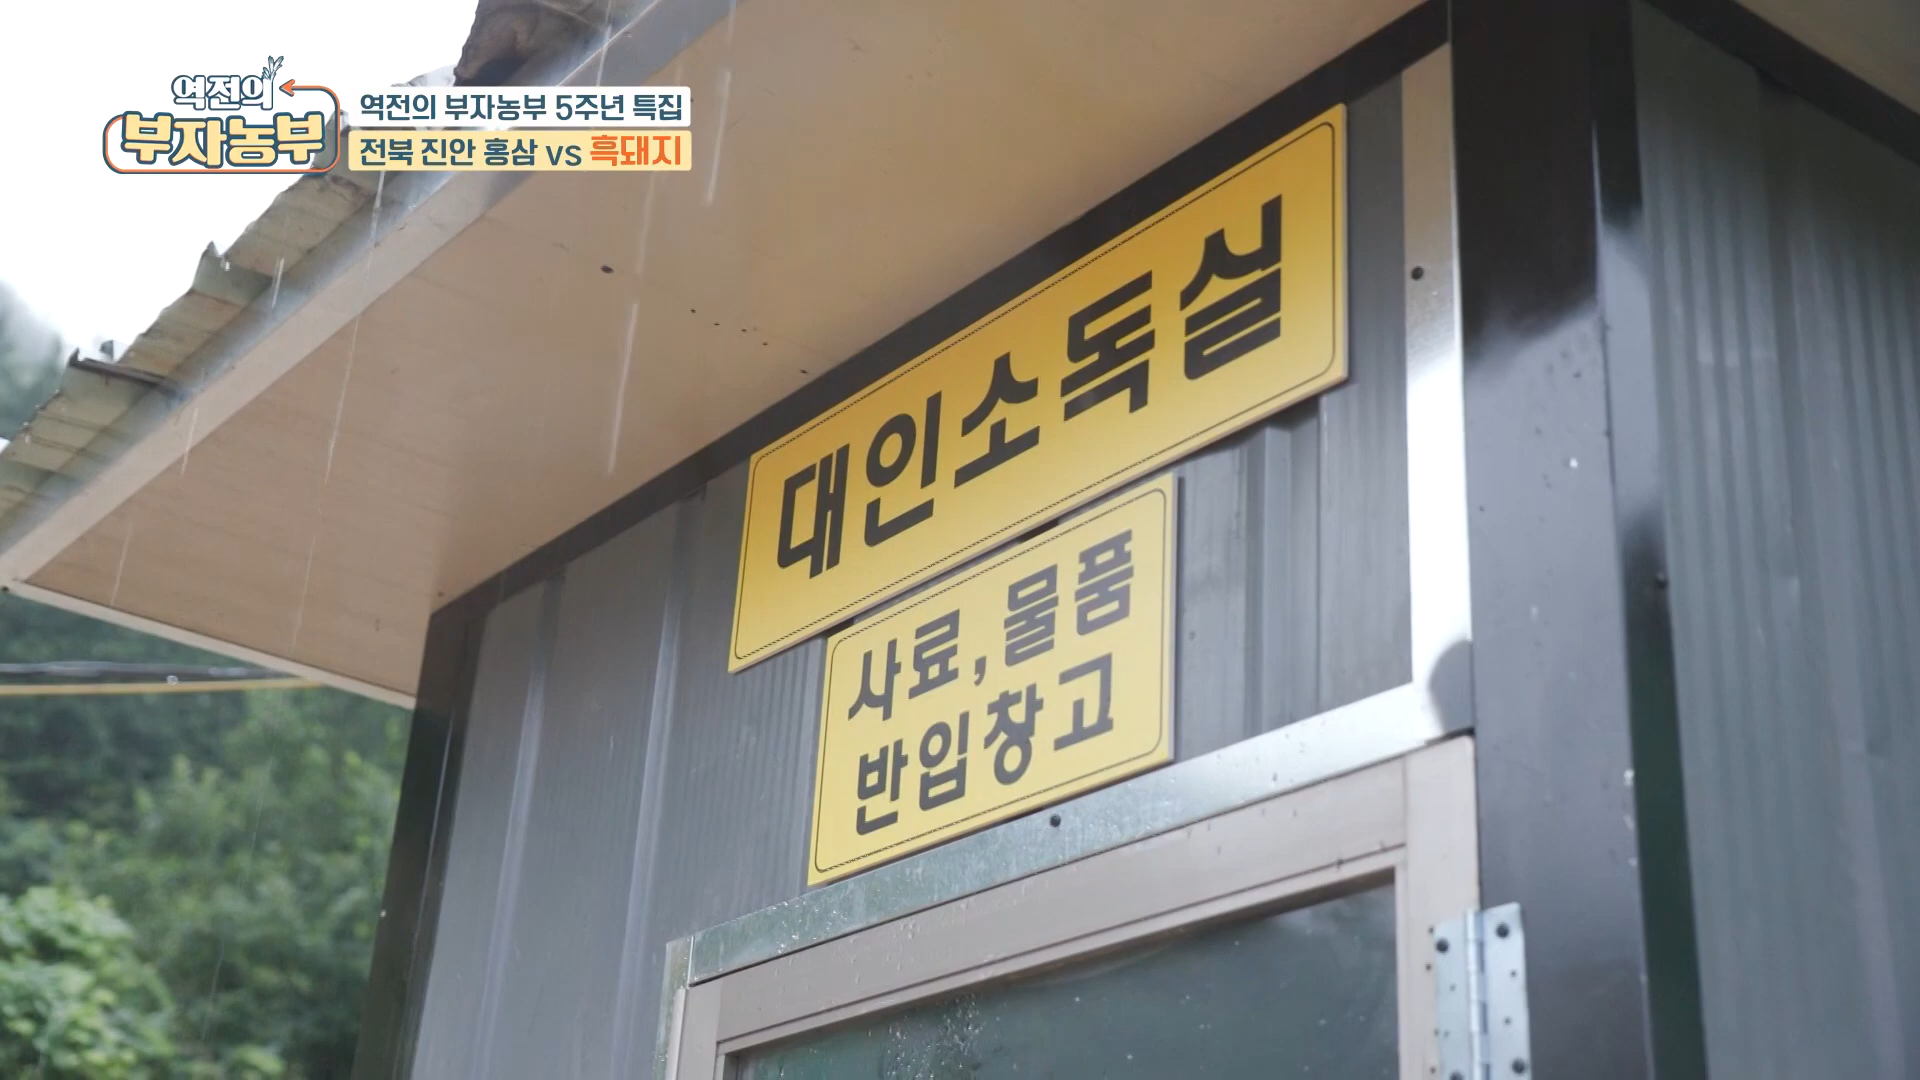 역전의
부자농부
역전의 부자농부 5주년 특집
전북 진안 홍삼 vs 흑돼지
대인소독실
사료,물품
반입창고